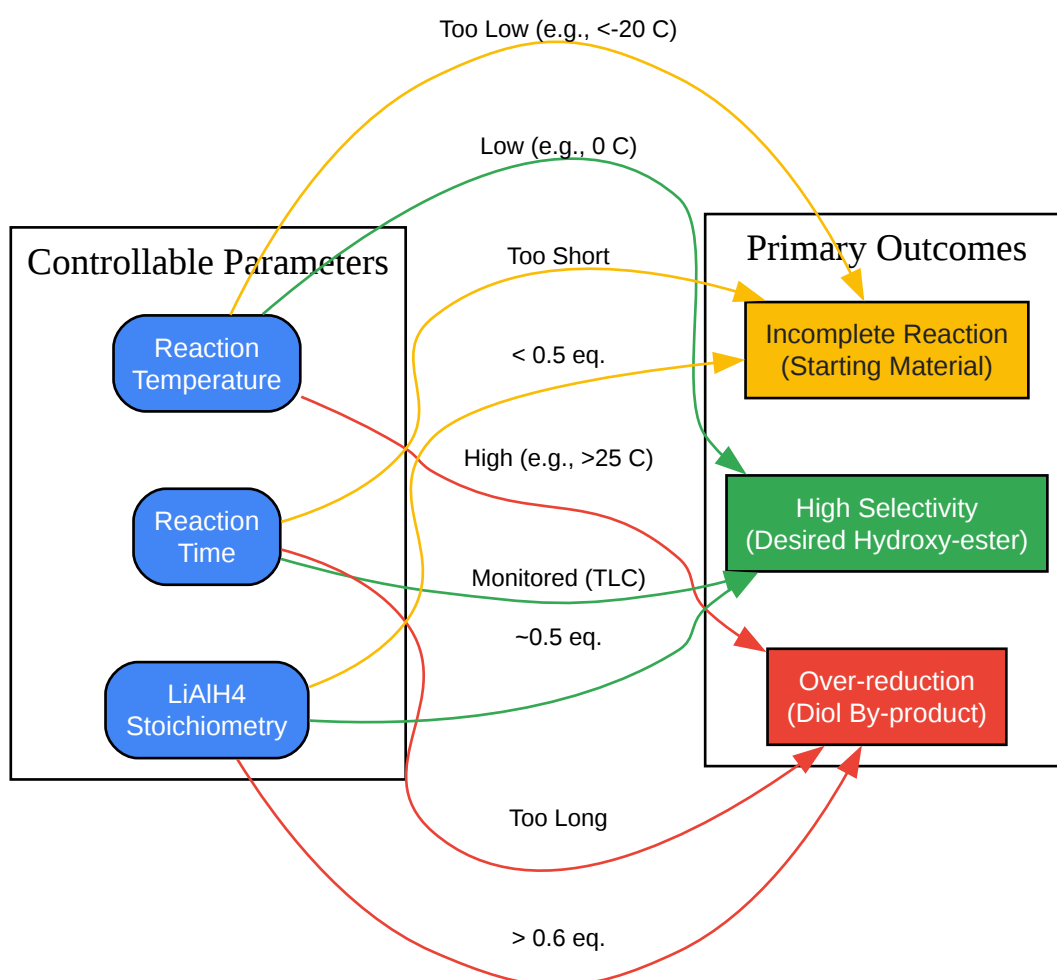 Too Low (e.g., <-20 C)
Low (e.g., 0 C)
Controllable Parameters
Primary Outcomes
Too Short
Reaction
Temperature
Incomplete Reaction
(Starting Material)
< 0.5 eq.
High (e.g., >25 C)
Reaction
Time
High Selectivity
(Desired Hydroxy-ester)
Monitored (TLC)
~0.5 eq.
LiAlH4
Stoichiometry
Over-reduction
(Diol By-product)
Too Long
> 0.6 eq.